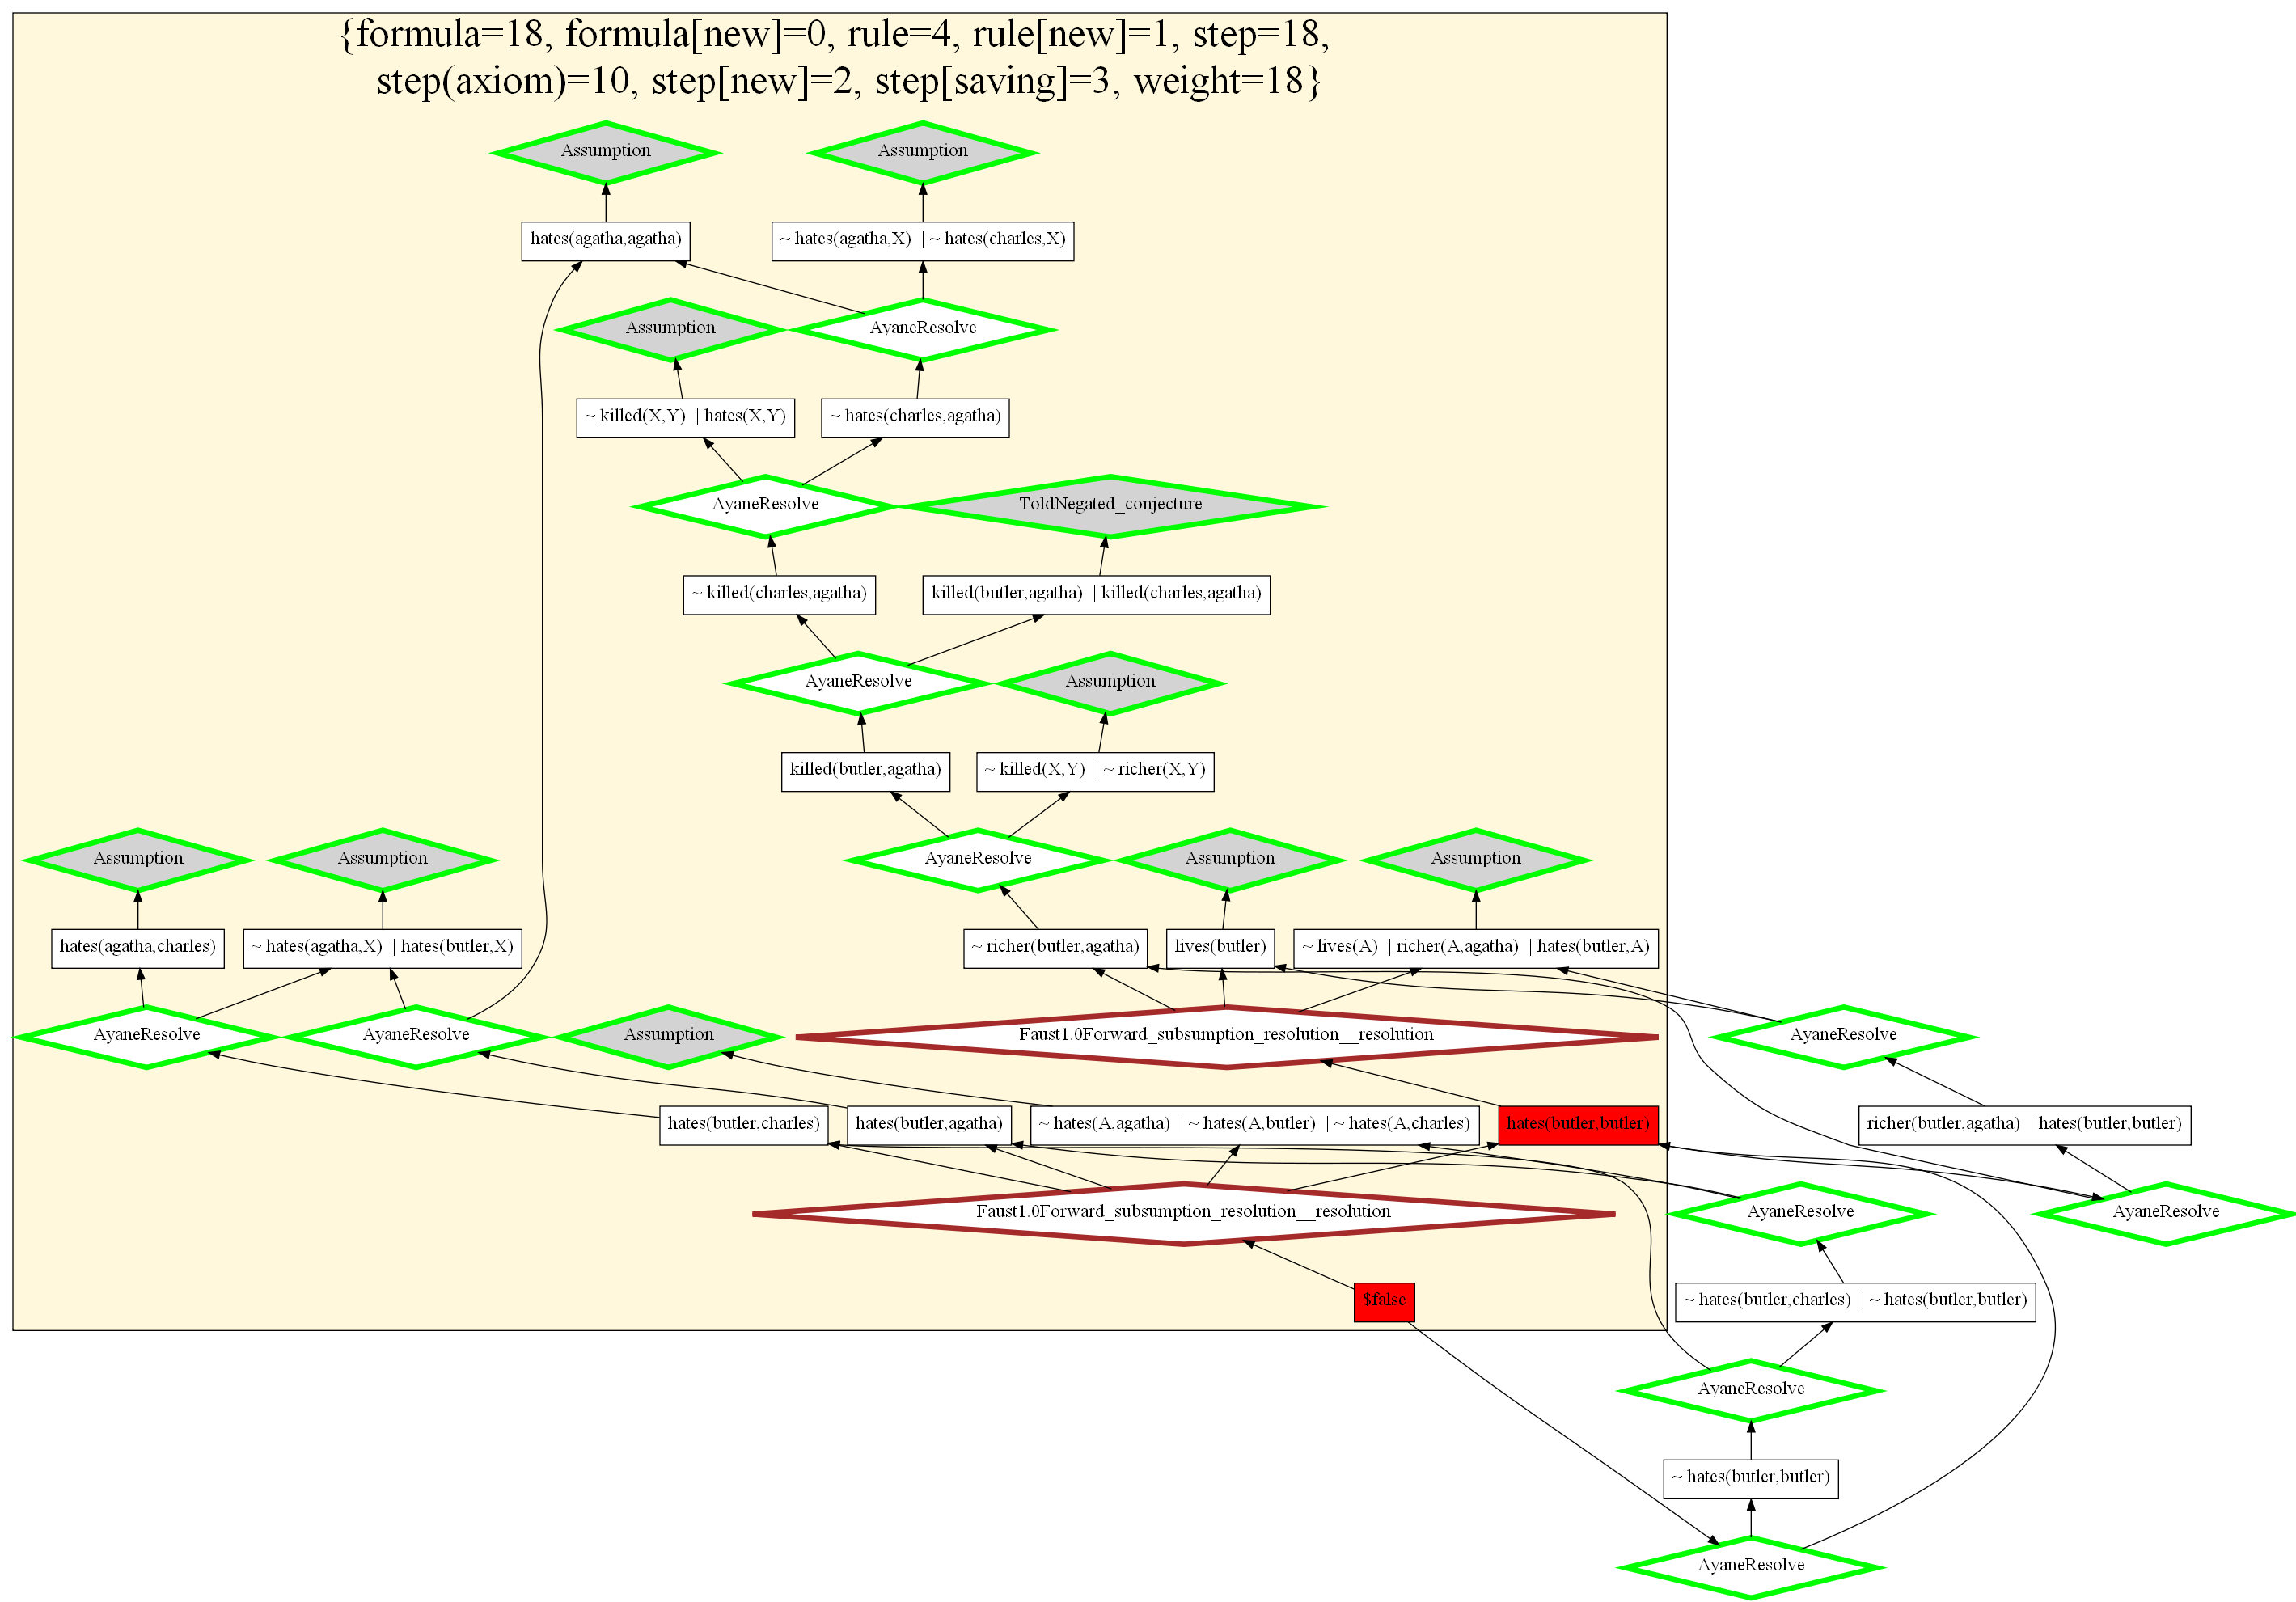 {formula=18, formula[new]=0, rule=4, rule[new]=1, step=18,
step(axiom)=10, step[new]=2, step[saving]=3, weight=18}
Assumption
Assumption
hates(agatha,agatha)
~ hates(agatha,X) | ~ hates(charles,X)
Assumption
AyaneResolve
~ killed(X,Y) | hates(X,Y)
~ hates(charles,agatha)
AyaneResolve
ToldNegated_conjecture
~ killed(charles,agatha)
killed(butler,agatha) | killed(charles,agatha)
AyaneResolve
Assumption
killed(butler,agatha)
~ killed(X,Y) | ~ richer(X,Y)
Assumption
Assumption
AyaneResolve
Assumption
Assumption
hates(agatha,charles)
~ hates(agatha,X) | hates(butler,X)
~ richer(butler,agatha)
lives(butler)
~ lives(A) | richer(A,agatha) | hates(butler,A)
AyaneResolve
AyaneResolve
Assumption
Faust1.0Forward_subsumption_resolution__resolution
AyaneResolve
hates(butler,charles)
hates(butler,agatha)
~ hates(A,agatha) | ~ hates(A,butler) | ~ hates(A,charles)
hates(butler,butler)
richer(butler,agatha) | hates(butler,butler)
Faust1.0Forward_subsumption_resolution__resolution
AyaneResolve
AyaneResolve
$false
~ hates(butler,charles) | ~ hates(butler,butler)
AyaneResolve
~ hates(butler,butler)
AyaneResolve